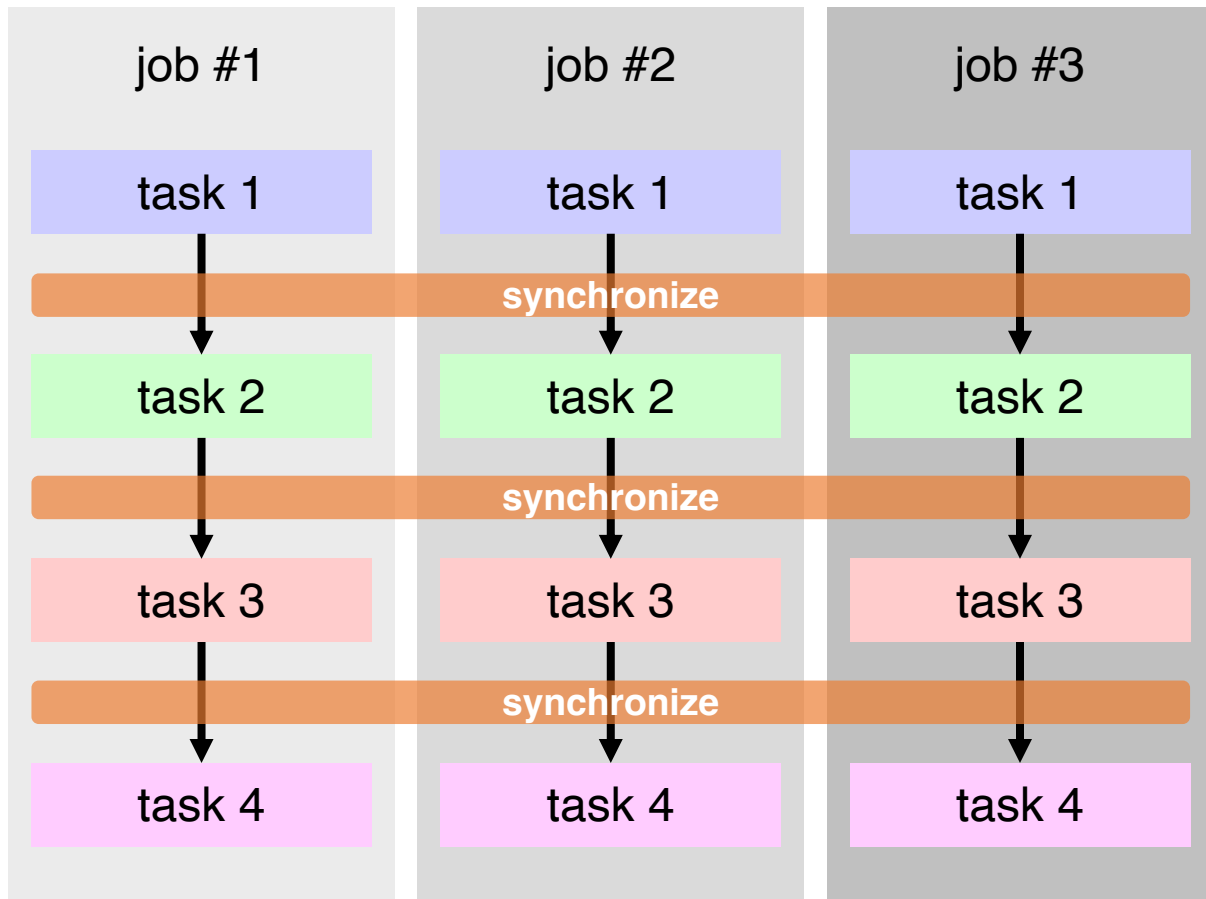 job #1 job #2 job #3
task 1 task 1 task 1
synchronize
task 2 task 2 task 2
synchronize
task 3 task 3 task 3
synchronize
task 4 task 4 task 4